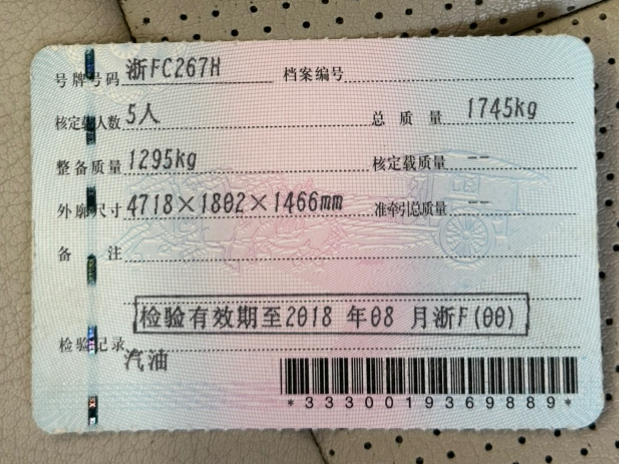 号牌号码 浙FC267H 档案编号
核定载人数 5人 总质量 1745kg
整备质量 1295kg 核定载质量 --
外廓尺寸 4718×1802×1466mm 准牵引总质量 --
备注
检验有效期至2018 年08 月浙F(00)
检验记录
汽油
*3330019369889*